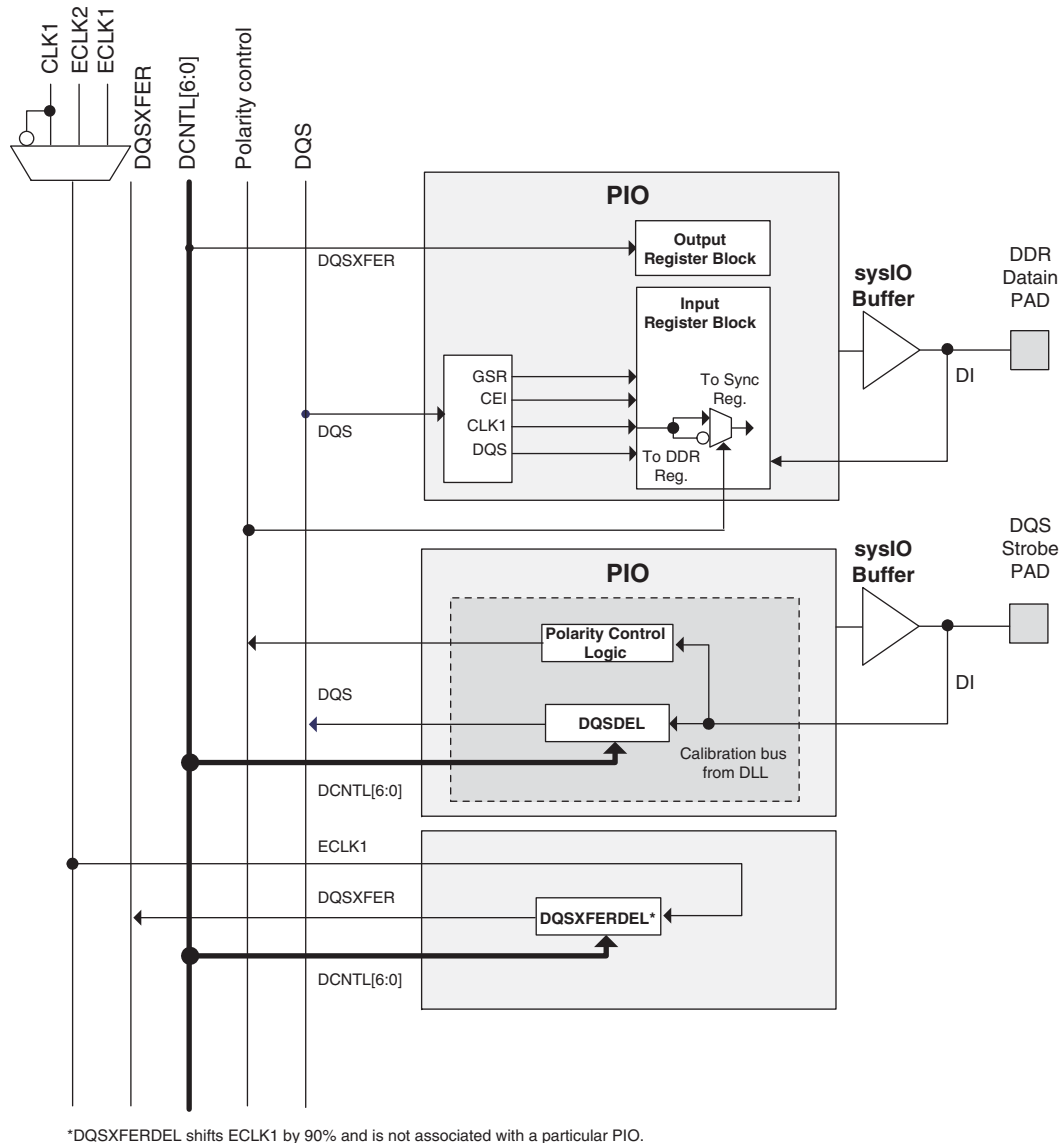 CLK1
ECLK2
ECLK1
DQSXFER
DCNTL[6:0]
Polarity control
DQS
PIO
Output
Register Block
DQSXFER
Input
Register Block
sysIO
Buffer
DDR
Datain
PAD
DI
GSR
CEI
CLK1
DQS
To Sync
Reg.
To DDR
Reg.
DQS
PIO
sysIO
Buffer
DQS
Strobe
PAD
DI
Polarity Control
Logic
DQS
DQSDEL
Calibration bus
from DLL
DCNTL[6:0]
ECLK1
DQSXFER
DQSXFERDEL*
DCNTL[6:0]
*DQSXFERDEL shifts ECLK1 by 90% and is not associated with a particular PIO.